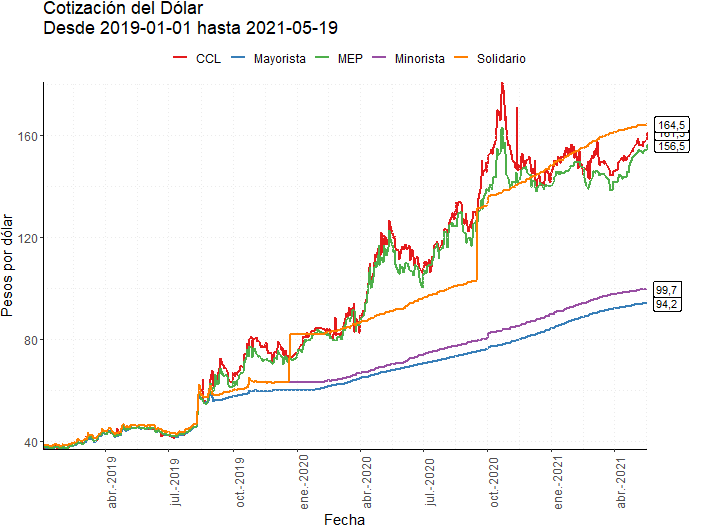 Cotización del Dólar
Desde 2019-01-01 hasta 2021-05-19
CCL Mayorista MEP Minorista Solidario
Pesos por dólar
160
120
80
40
164,5
156,5
99,7
94,2
abr.-2019
jul.-2019
oct.-2019
ene.-2020
abr.-2020
jul.-2020
oct.-2020
ene.-2021
abr.-2021
Fecha